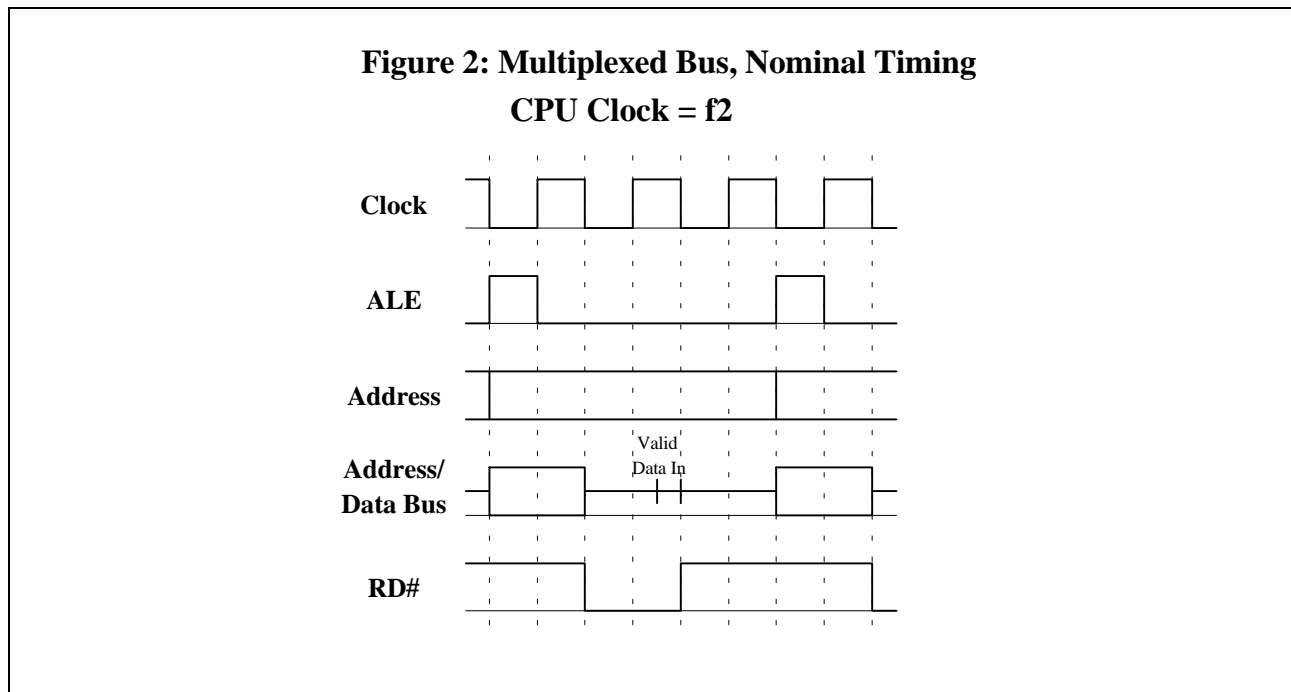 Figure 2: Multiplexed Bus, Nominal Timing
CPU Clock = f2
Clock
ALE
Address
Valid
Data In
Address/
Data Bus
RD#